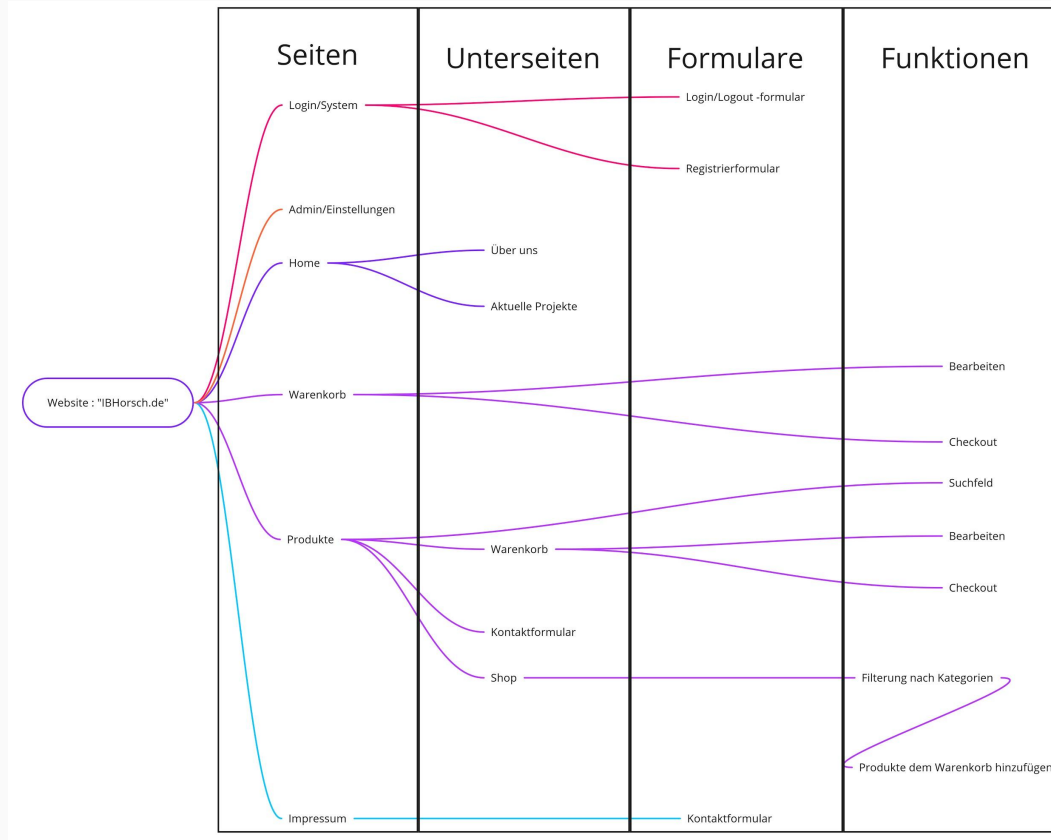 Seiten
Unterseiten
Formulare
Funktionen
Login/System
Login/Logout -formular
Registrierformular
Admin/Einstellungen
Home
Über uns
Aktuelle Projekte
Website : "IBHorsch.de"
Warenkorb
Bearbeiten
Checkout
Produkte
Suchfeld
Warenkorb
Bearbeiten
Checkout
Kontaktformular
Shop
Filterung nach Kategorien
Produkte dem Warenkorb hinzufügen
Impressum
Kontaktformular